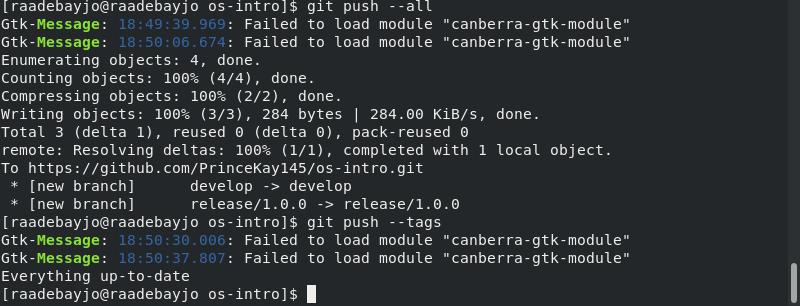 [raadebayjo@raadebayjo os-intro]$ git push --all
Gtk-Message: 18:49:39.969: Failed to load module "canberra-gtk-module"
Gtk-Message: 18:50:06.674: Failed to load module "canberra-gtk-module"
Enumerating objects: 4, done.
Counting objects: 100% (4/4), done.
Compressing objects: 100% (2/2), done.
Writing objects: 100% (3/3), 284 bytes | 284.00 KiB/s, done.
Total 3 (delta 1), reused 0 (delta 0), pack-reused 0
remote: Resolving deltas: 100% (1/1), completed with 1 local object.
To https://github.com/PrinceKay145/os-intro.git
 * [new branch]      develop -> develop
 * [new branch]      release/1.0.0 -> release/1.0.0
[raadebayjo@raadebayjo os-intro]$ git push --tags
Gtk-Message: 18:50:30.006: Failed to load module "canberra-gtk-module"
Gtk-Message: 18:50:37.807: Failed to load module "canberra-gtk-module"
Everything up-to-date
[raadebayjo@raadebayjo os-intro]$